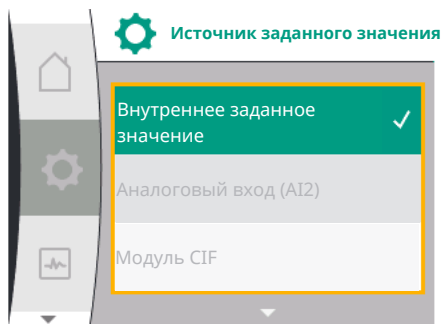 Источник заданного значения
Внутреннее заданное
значение
Аналоговый вход (AI2)
Модуль CIF